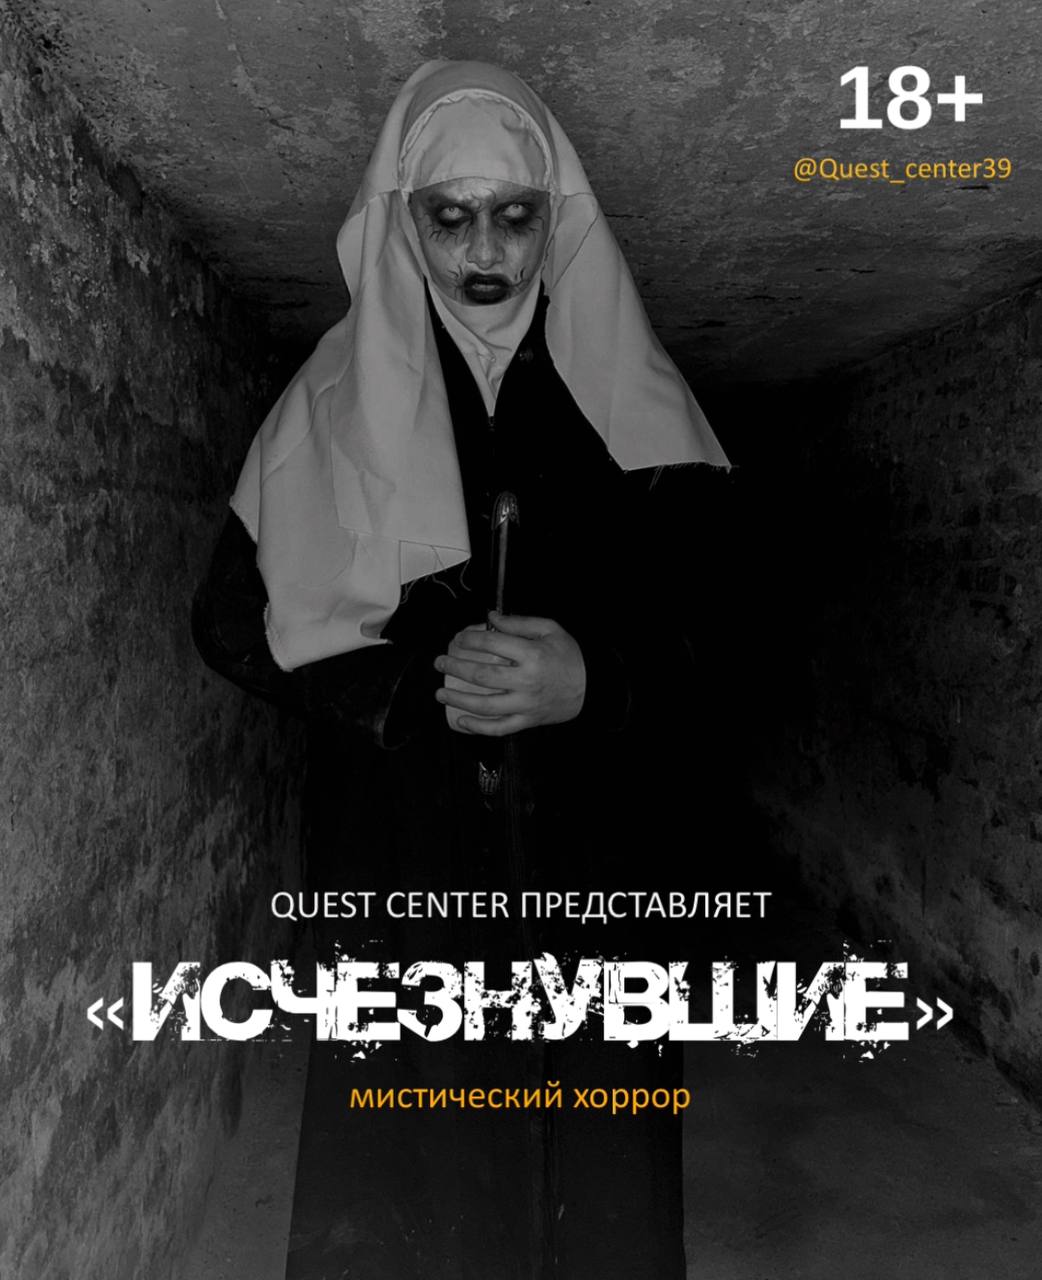 18+
@Quest_center39
QUEST CENTER ПРЕДСТАВЛЯЕТ
«ИСЧЕЗНУВШИЕ»
мистический хоррор